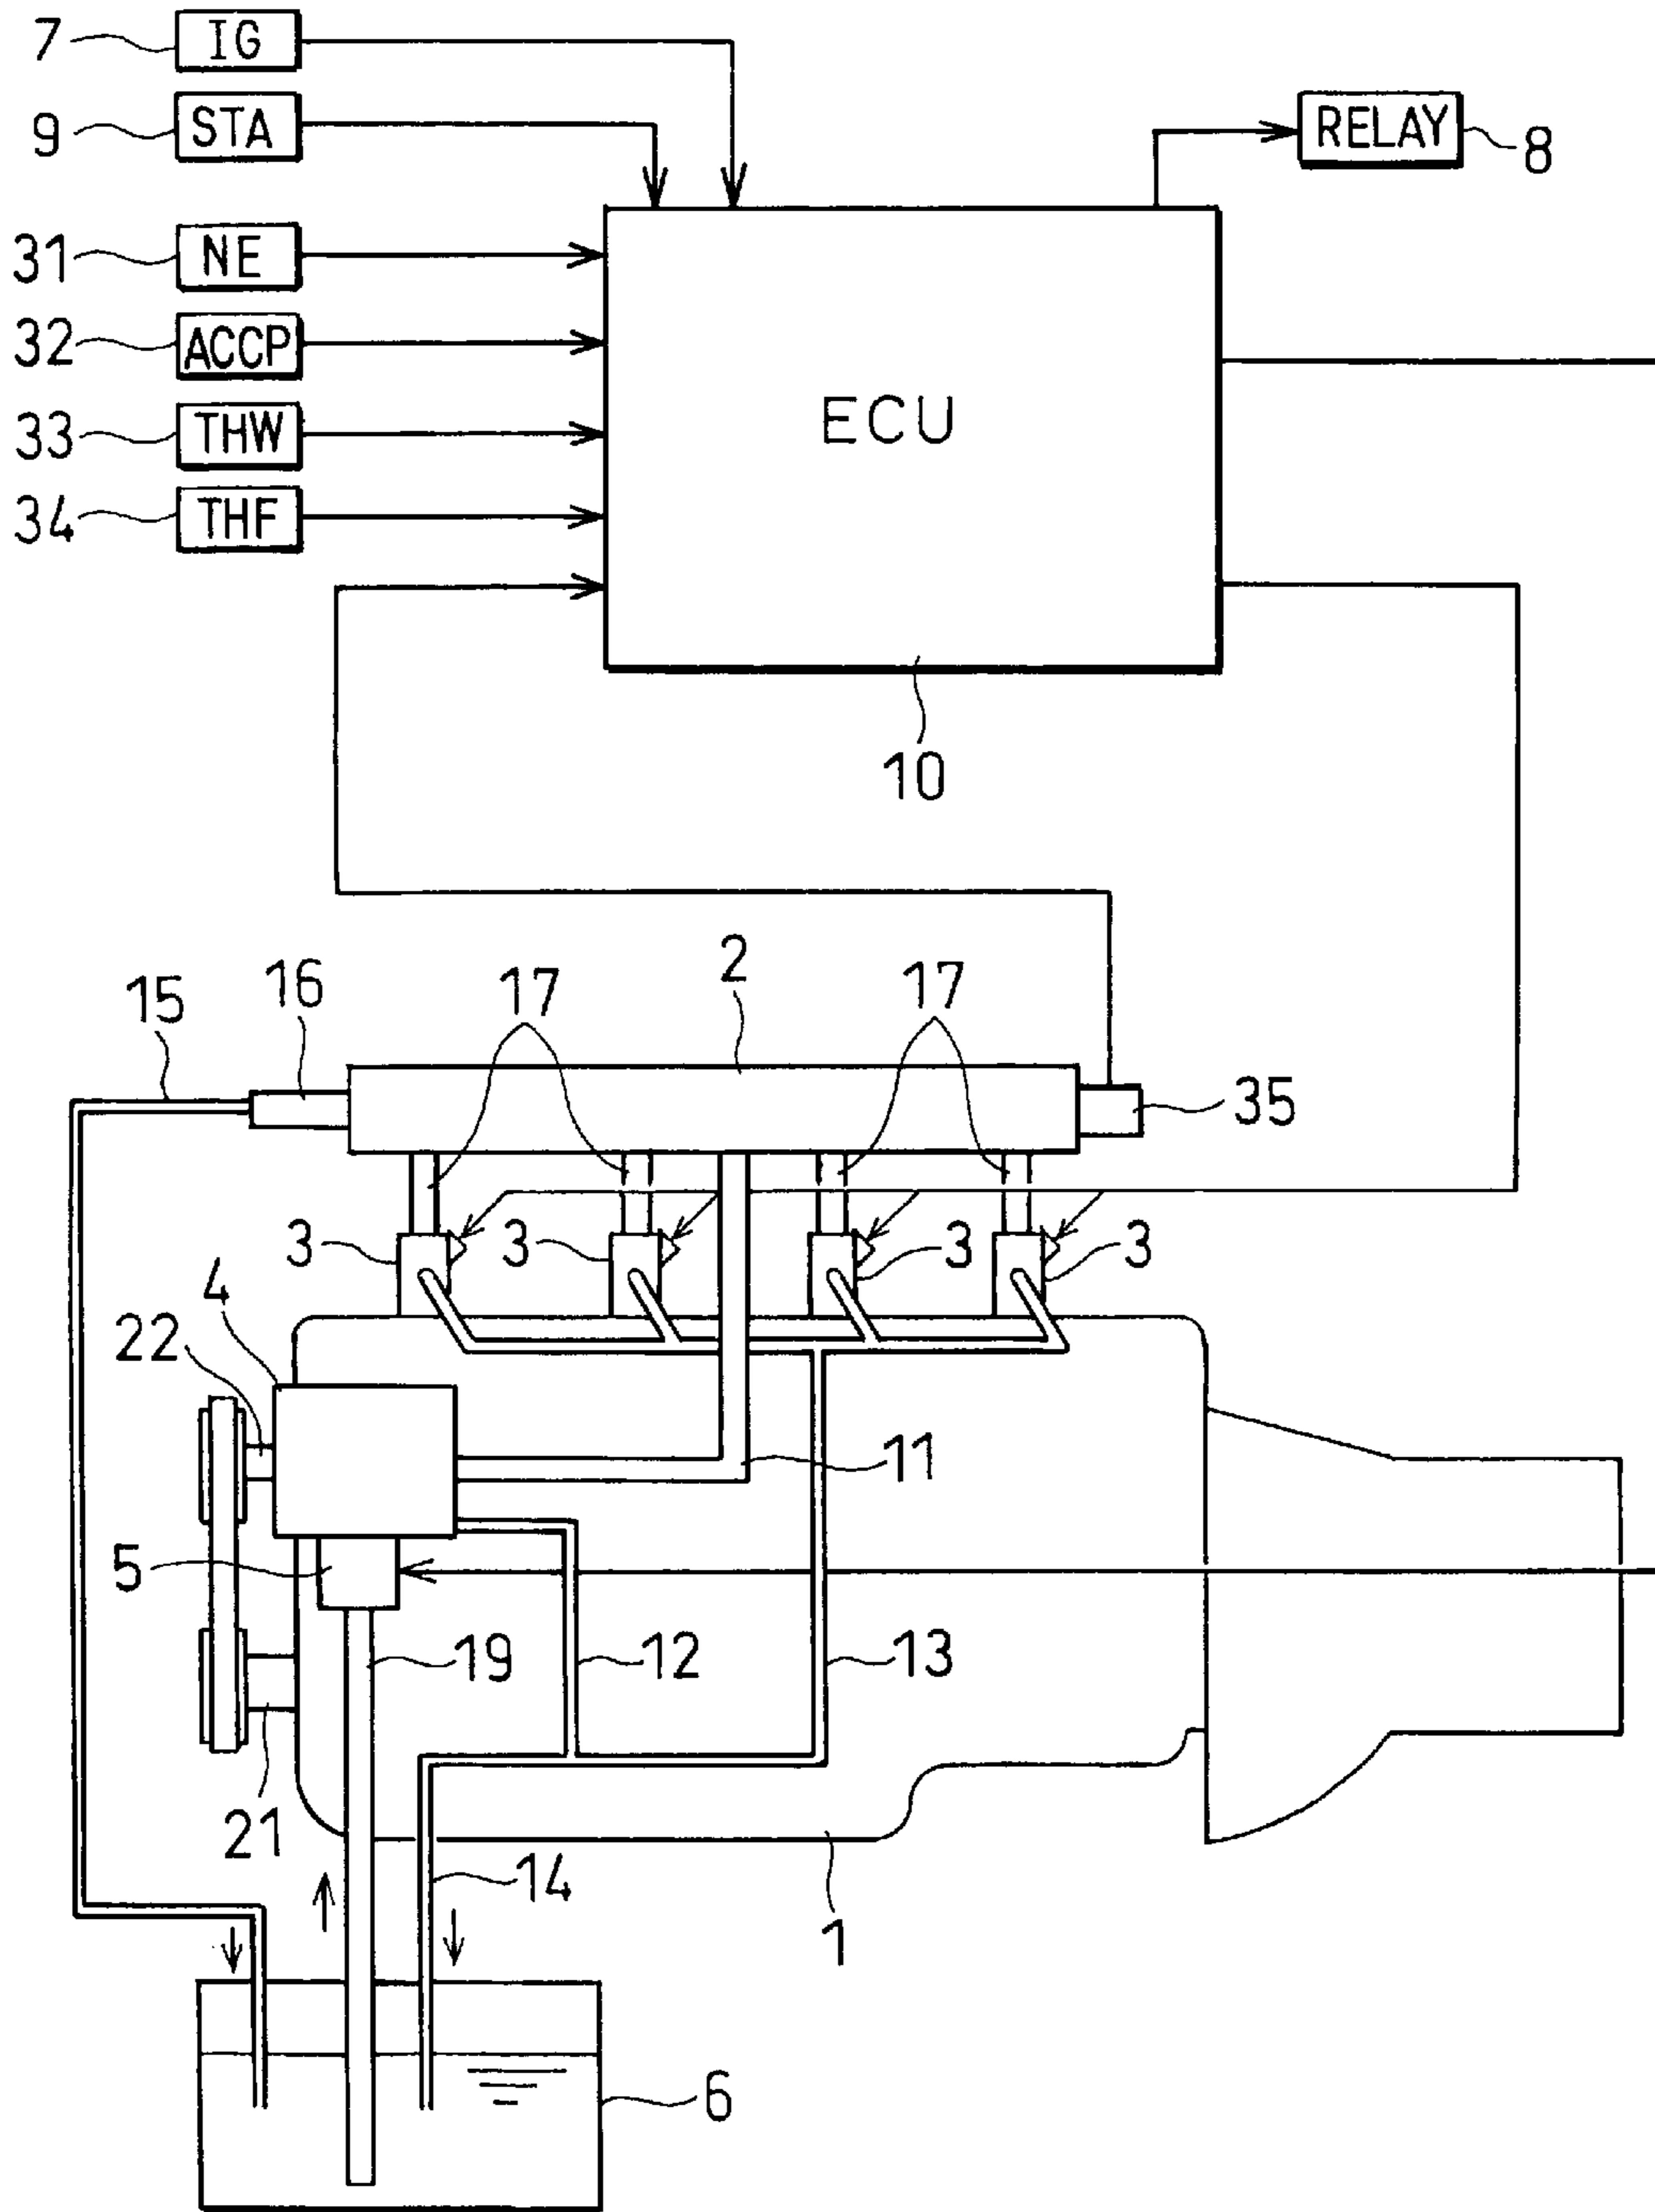 7 IG
9 STA
RELAY 8
31 NE
32 ACCP
33 THW
34 THF
ECU
10
2
15 16 17 17
35
3 3 3 3
4
22
11
5
19 12 13
21
14
1
6